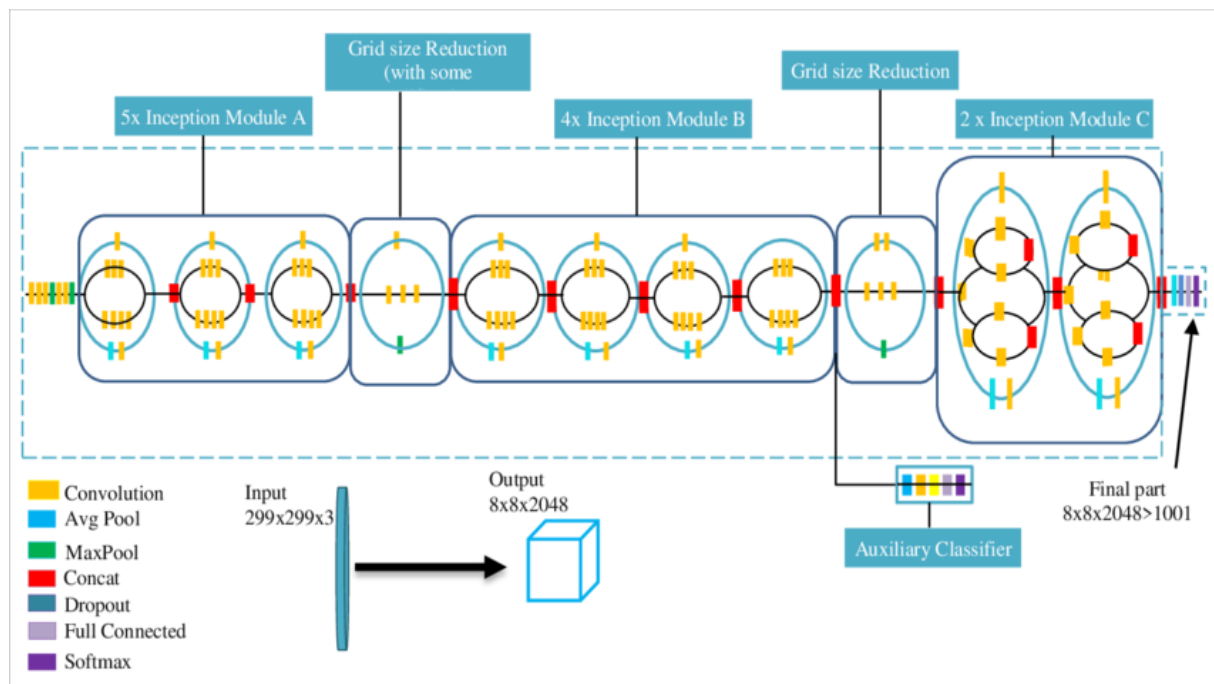 Grid size Reduction
(with some
Grid size Reduction
5x Inception Module A
4x Inception Module B
2 x Inception Module C
Convolution
Avg Pool
MaxPool
Concat
Dropout
Full Connected
Softmax
Input
299x299x3
Output
8x8x2048
Auxiliary Classifier
Final part
8x8x2048>1001